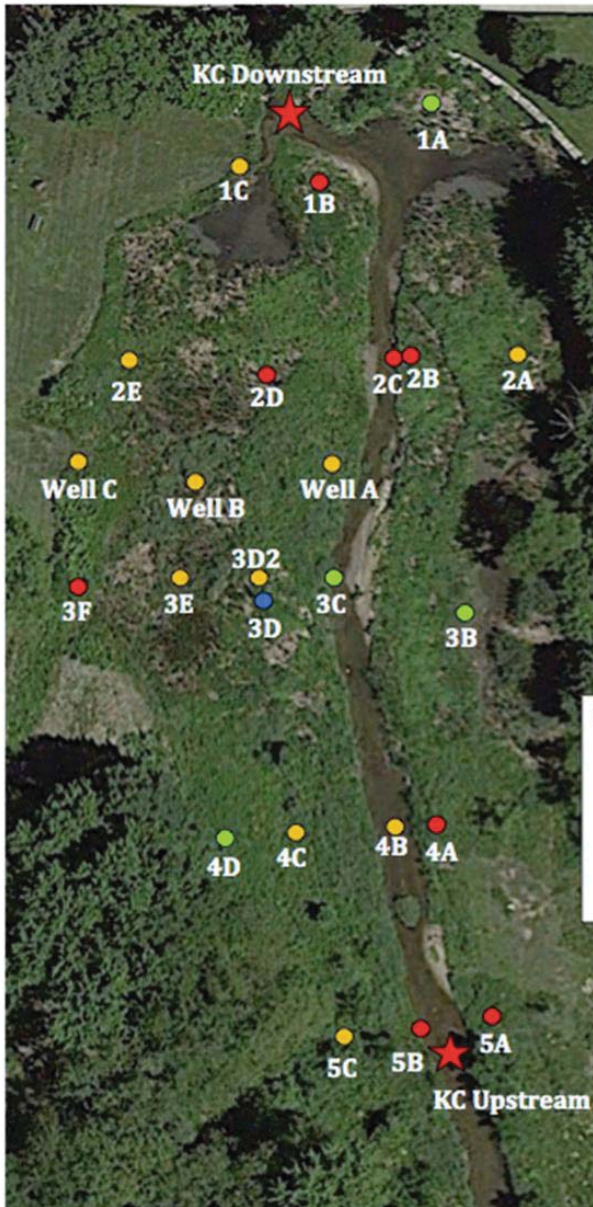 KC Downstream
1A
1C
1B
2E
2D
2C
2B
2A
Well C
Well B
Well A
3F
3E
3D2
3D
3C
3B
4D
4C
4B
4A
5C
5B
5A
KC Upstream